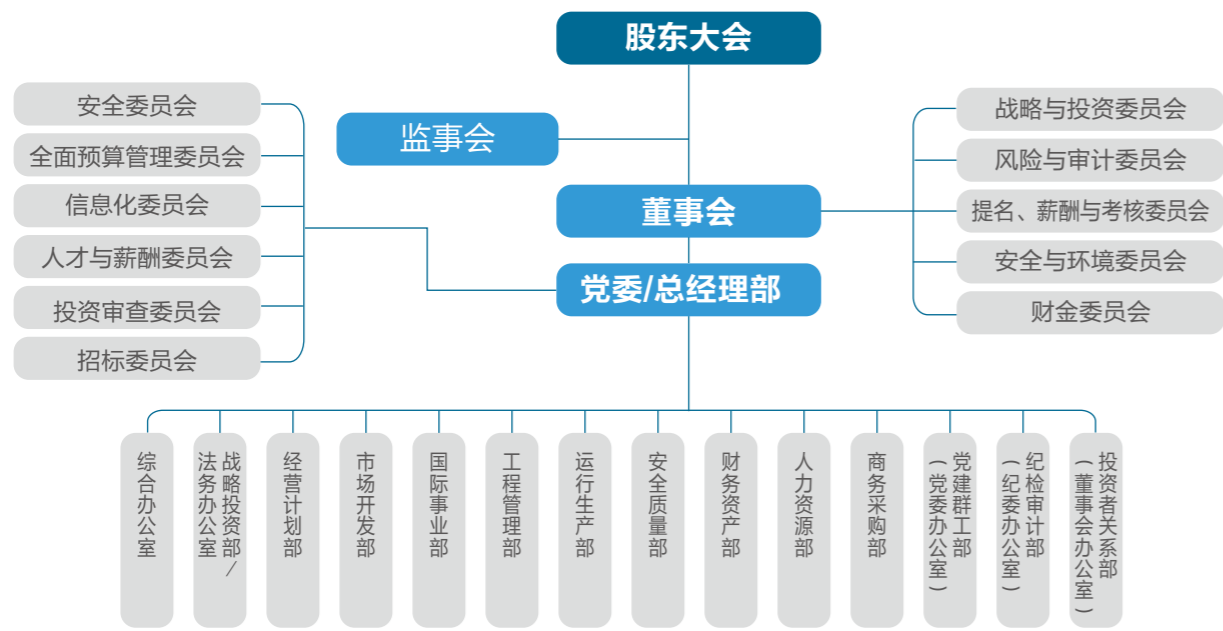 股东大会
监事会
董事会
党委/总经理部
安全委员会
全面预算管理委员会
信息化委员会
人才与薪酬委员会
投资审查委员会
招标委员会
战略与投资委员会
风险与审计委员会
提名、薪酬与考核委员会
安全与环境委员会
财金委员会
综合办公室
战略投资部/
法务办公室
经营计划部
市场开发部
国际事业部
工程管理部
运行生产部
安全质量部
财务资产部
人力资源部
商务采购部
党建群工部
(党委办公室)
纪检审计部
(纪委办公室)
投资者关系部
(董事会办公室)